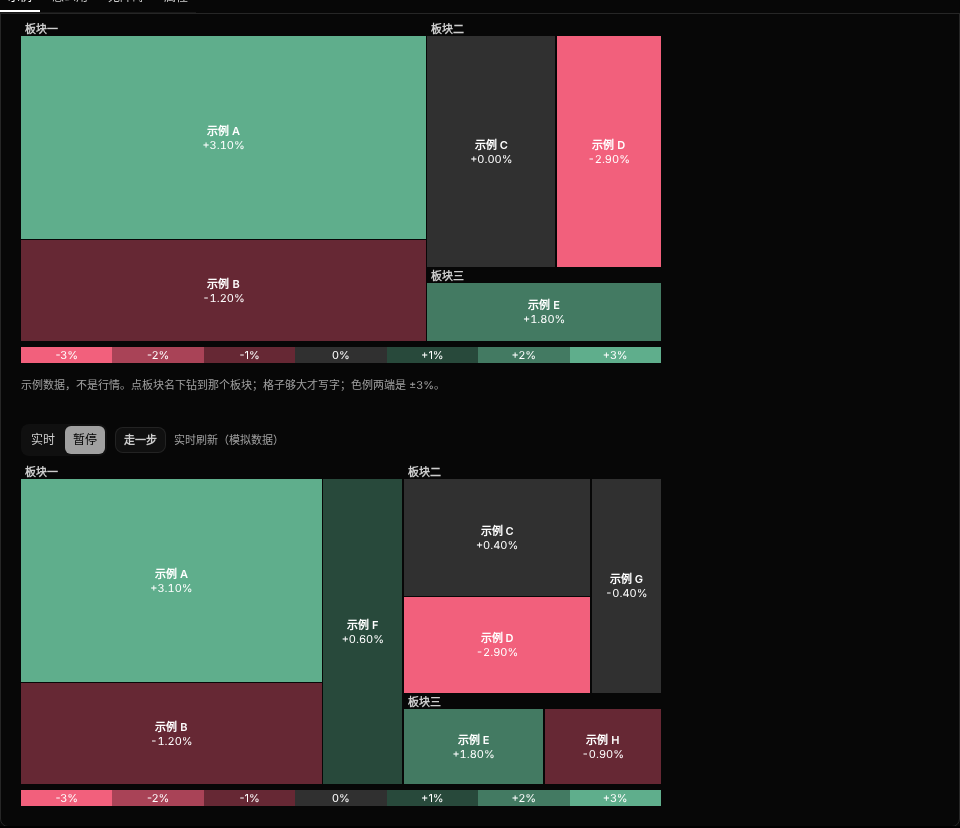 板块一
板块二
示例 A
+3.10%
示例 C
+0.00%
示例 D
-2.90%
示例 B
-1.20%
板块三
示例 E
+1.80%
-3%
-2%
-1%
0%
+1%
+2%
+3%
示例数据，不是行情。点板块名下钻到那个板块；格子够大才写字；色例两端是 ±3%。
实时
暂停
走一步
实时刷新（模拟数据）
板块一
板块二
示例 A
+3.10%
示例 F
+0.60%
示例 C
+0.40%
示例 G
-0.40%
示例 D
-2.90%
示例 B
-1.20%
板块三
示例 E
+1.80%
示例 H
-0.90%
-3%
-2%
-1%
0%
+1%
+2%
+3%